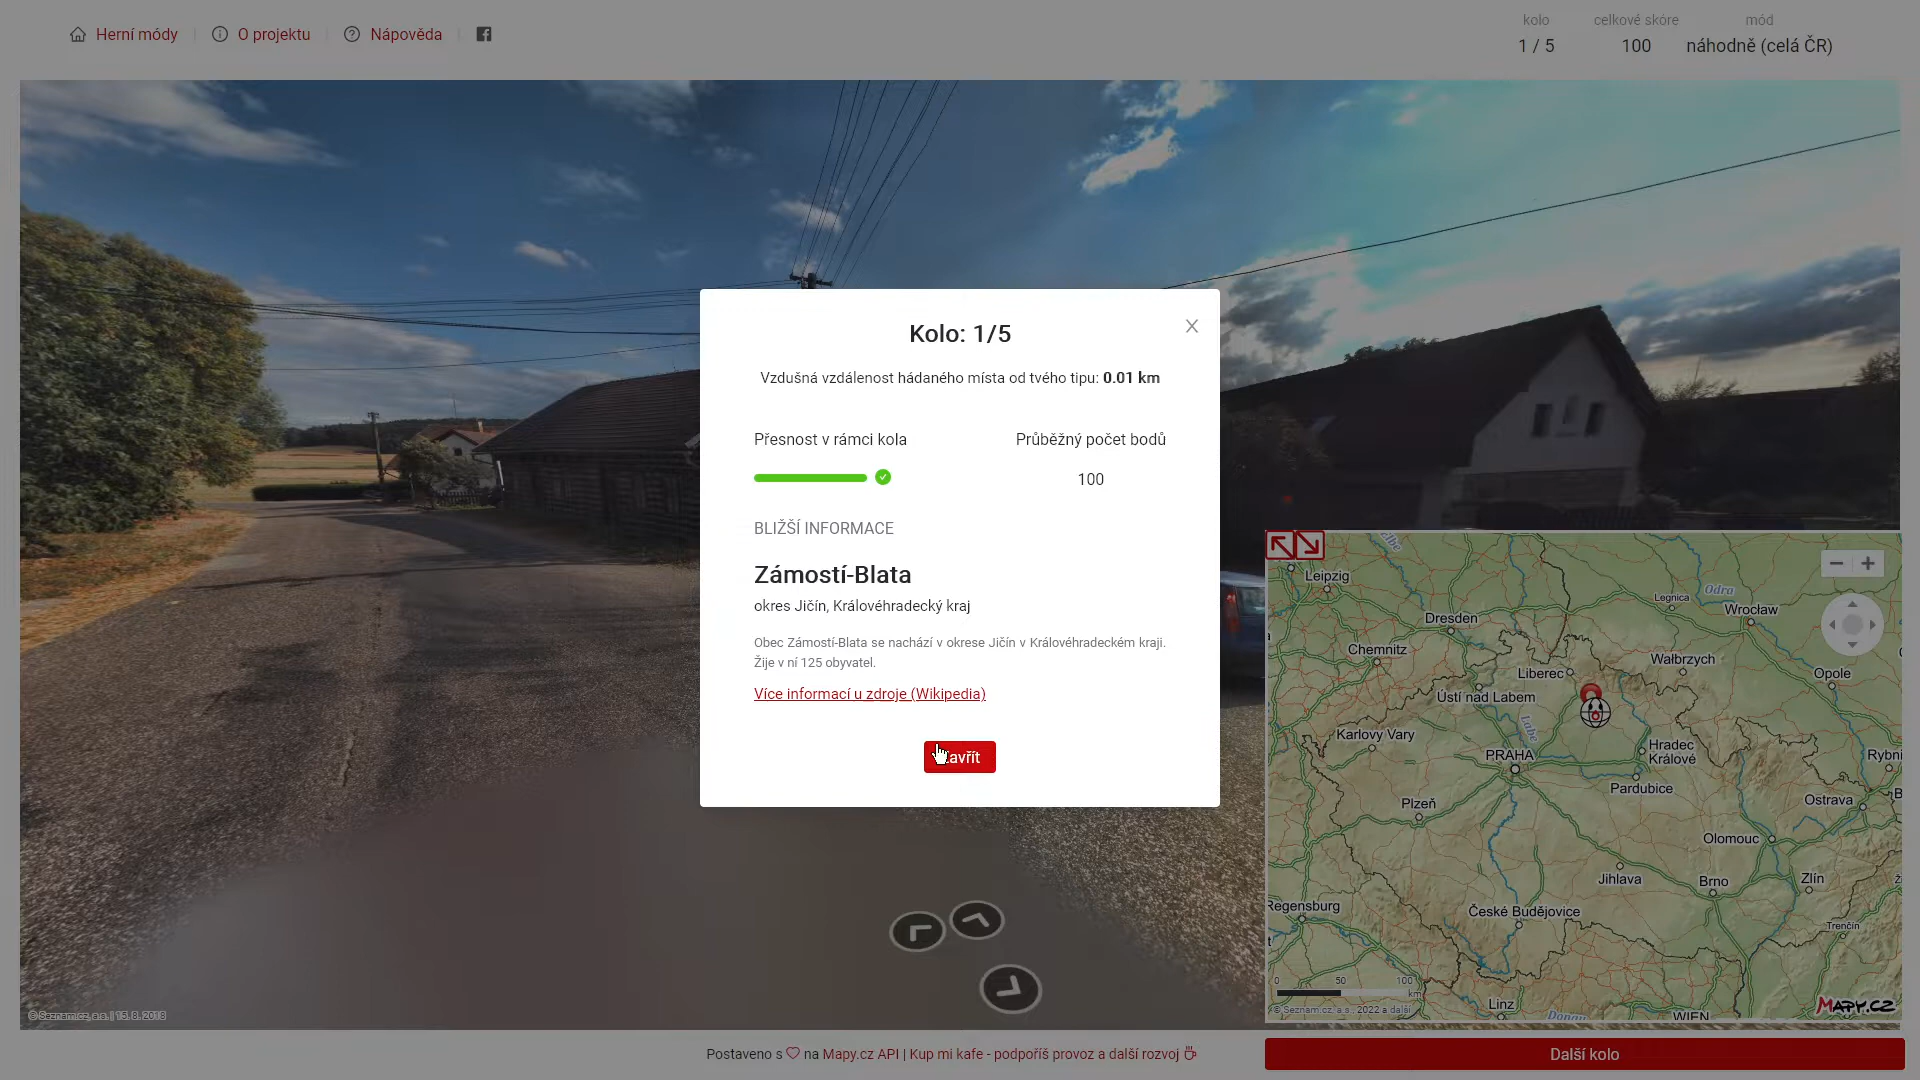 Herní módy
O projektu
Nápověda
kolo
1 / 5
celkové skóre
100
mód
náhodně (celá ČR)
Kolo: 1/5
Vzdušná vzdálenost hádaného místa od tvého tipu: 0.01 km
Přesnost v rámci kola
Průběžný počet bodů
100
BLIŽŠÍ INFORMACE
Zámostí-Blata
okres Jičín, Královéhradecký kraj
Obec Zámostí-Blata se nachází v okrese Jičín v Královéhradeckém kraji.
Žije v ní 125 obyvatel.
Více informací u zdroje (Wikipedia)
avřít
Leipzig
Dresden
Legnica
Odra
Wrocław
Chemnitz
Liberec
Wałbrzych
Opole
Ústí nad Labem
Labe
Karlovy Vary
PRAHA
Hradec
Králové
Rybni
Pardubice
Plzeň
Ostrava
Olomouc
Jihlava
Brno
Zlín
Regensburg
České Budějovice
Trenčín
0 50 100
km
Linz
Donau
WIEN
© Seznam.cz, a.s., 2022 a další
Mapy.cz
© Seznam.cz, a.s. | 15.8.2018
Postaveno s na Mapy.cz API | Kup mi kafe - podpoříš provoz a další rozvoj
Další kolo